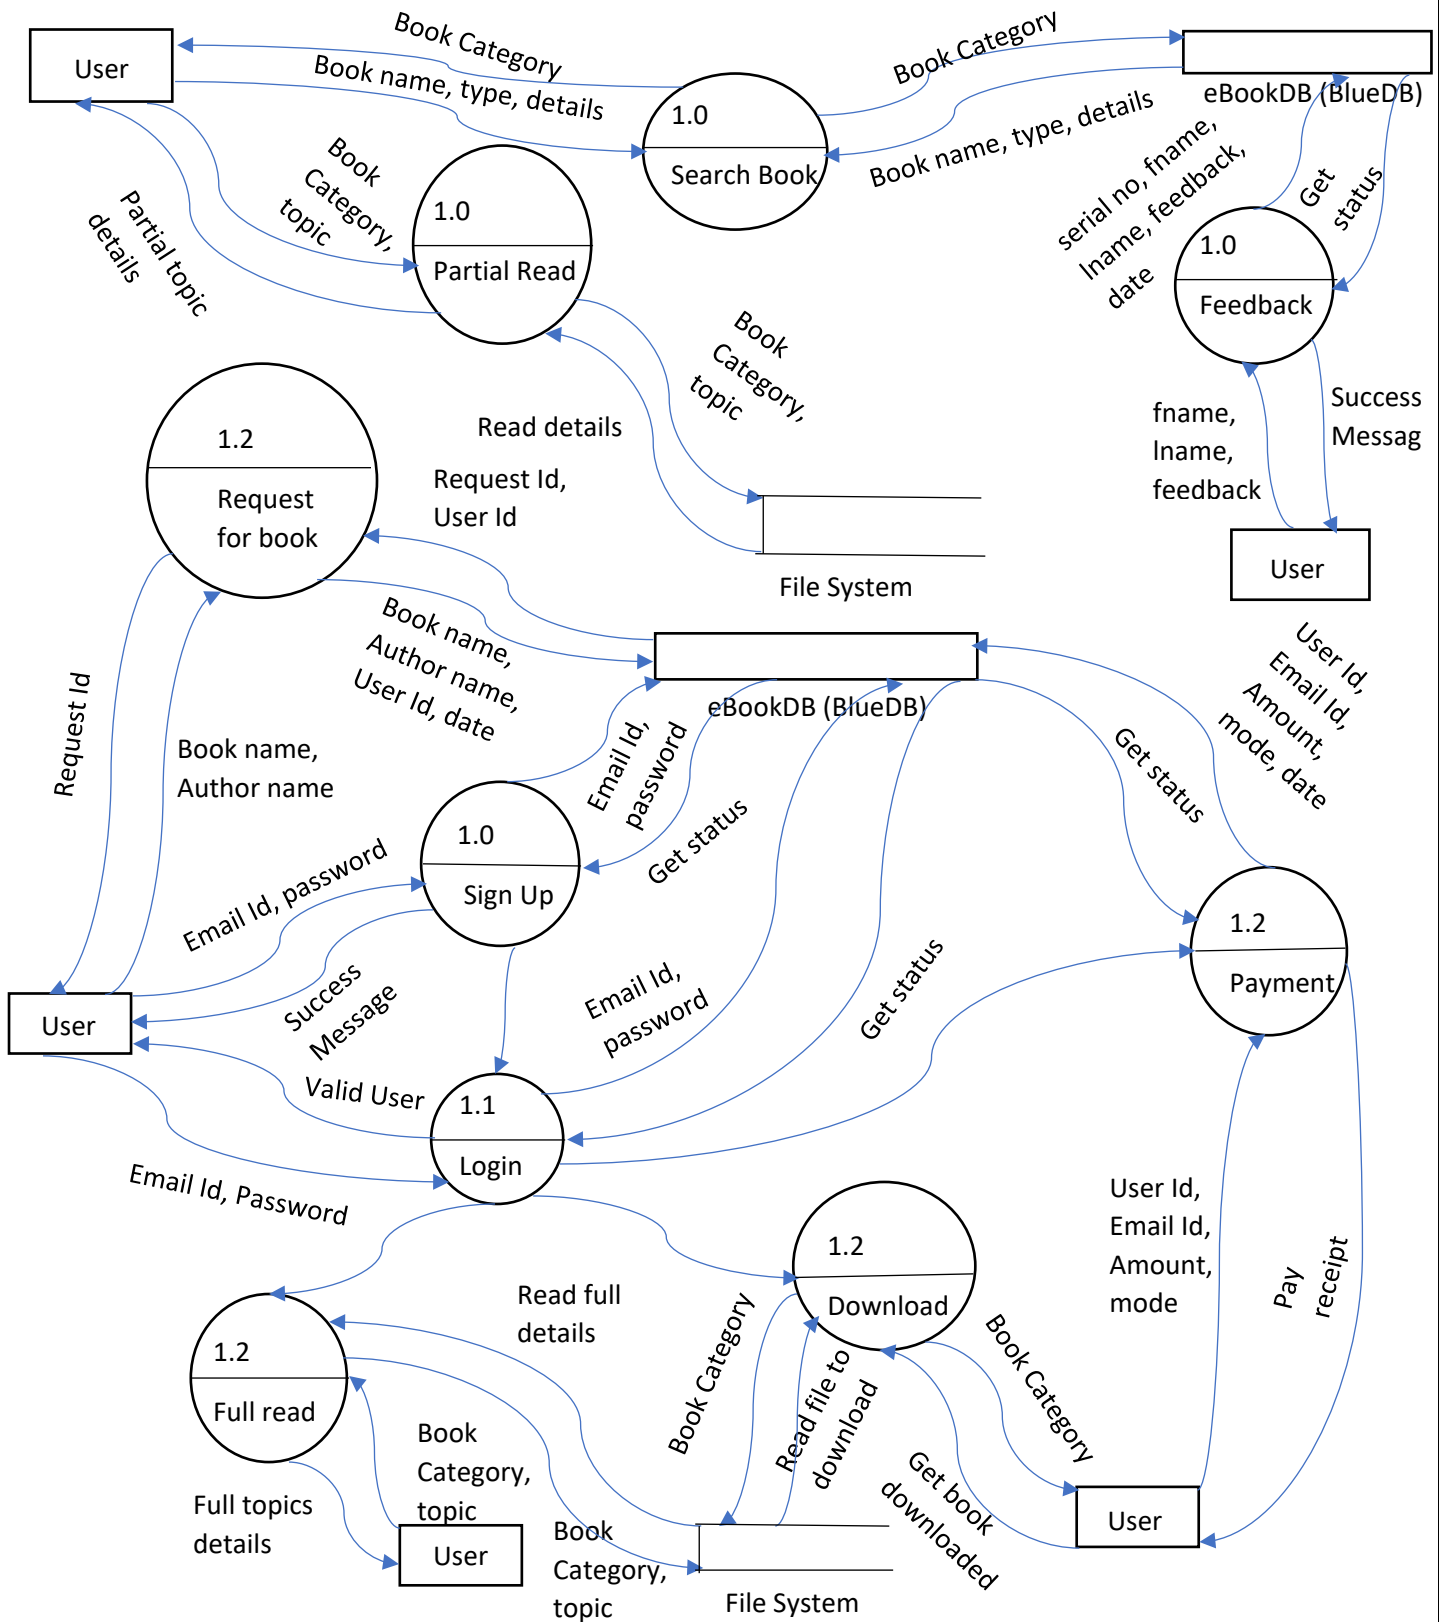 User
Book Category
Book name, type, details
1.0
Search Book
Book Category
Book name, type, details
eBookDB (BlueDB)
serial no, fname,
lname, feedback,
date
Get
status
1.0
Feedback
Partial topic
details
Book
Category,
topic
1.0
Partial Read
Book
Category,
topic
Read details
fname,
lname,
feedback
Success
Messag
User
File System
1.2
Request
for book
Request Id,
User Id
Book name,
Author name,
User Id, date
Request Id
Book name,
Author name
eBookDB (BlueDB)
User Id,
Email Id,
Amount,
mode, date
Get status
Email Id,
password
Get status
1.0
Sign Up
Email Id, password
Success
Message
User
Valid User
Email Id, Password
1.1
Login
Email Id,
password
Get status
1.2
Payment
User Id,
Email Id,
Amount,
mode
Pay
receipt
1.2
Download
Read full
details
Book Category
Read file to
download
Book Category
Get book
downloaded
User
1.2
Full read
Full topics
details
Book
Category,
topic
User
Book
Category,
topic
File System